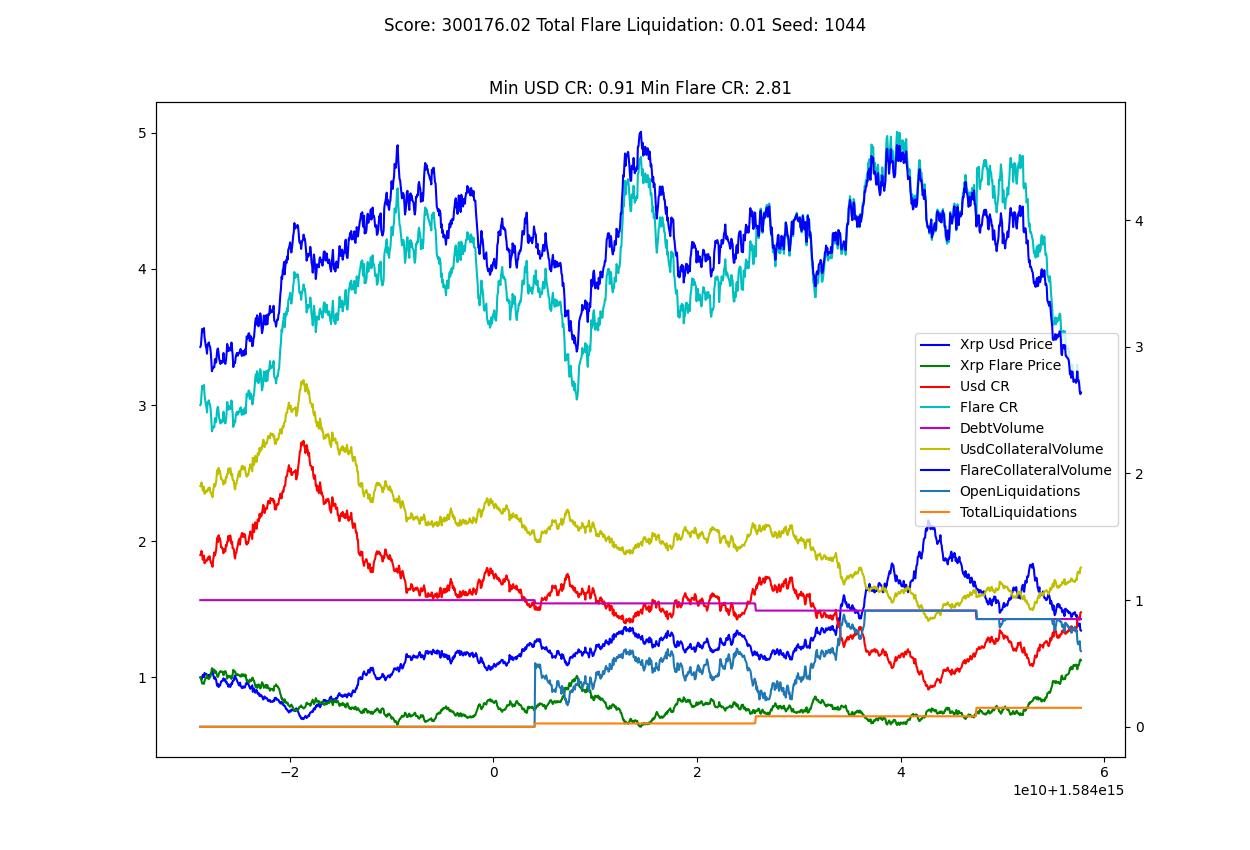 Score: 300176.02 Total Flare Liquidation: 0.01 Seed: 1044
Min USD CR: 0.91 Min Flare CR: 2.81
5
4
3
2
1
4
3
2
1
0
Xrp Usd Price
Xrp Flare Price
Usd CR
Flare CR
DebtVolume
UsdCollateralVolume
FlareCollateralVolume
OpenLiquidations
TotalLiquidations
−2 0 2 4 6
1e10+1.584e15